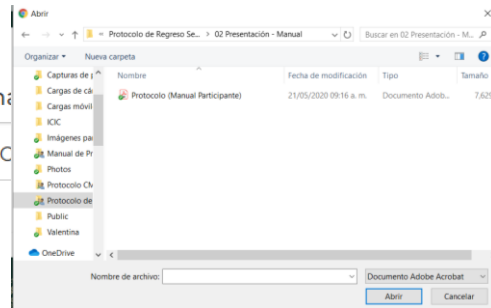 Abrir
« Protocolo de Regreso Se... > 02 Presentación - Manual
Buscar en 02 Presentación - M...
Organizar
Nueva carpeta
Nombre Fecha de modificación Tipo Tamaño
Capturas de
Cargas de cá
Cargas móvil
ICIC
Imágenes pa
Manual de Pr
Photos
Protocolo CM
Protocolo de
Public
Valentina
OneDrive
Protocolo (Manual Participante) 21/05/2020 09:16 a. m. Documento Adob... 7,629
Nombre de archivo:
Documento Adobe Acrobat
Abrir Cancelar